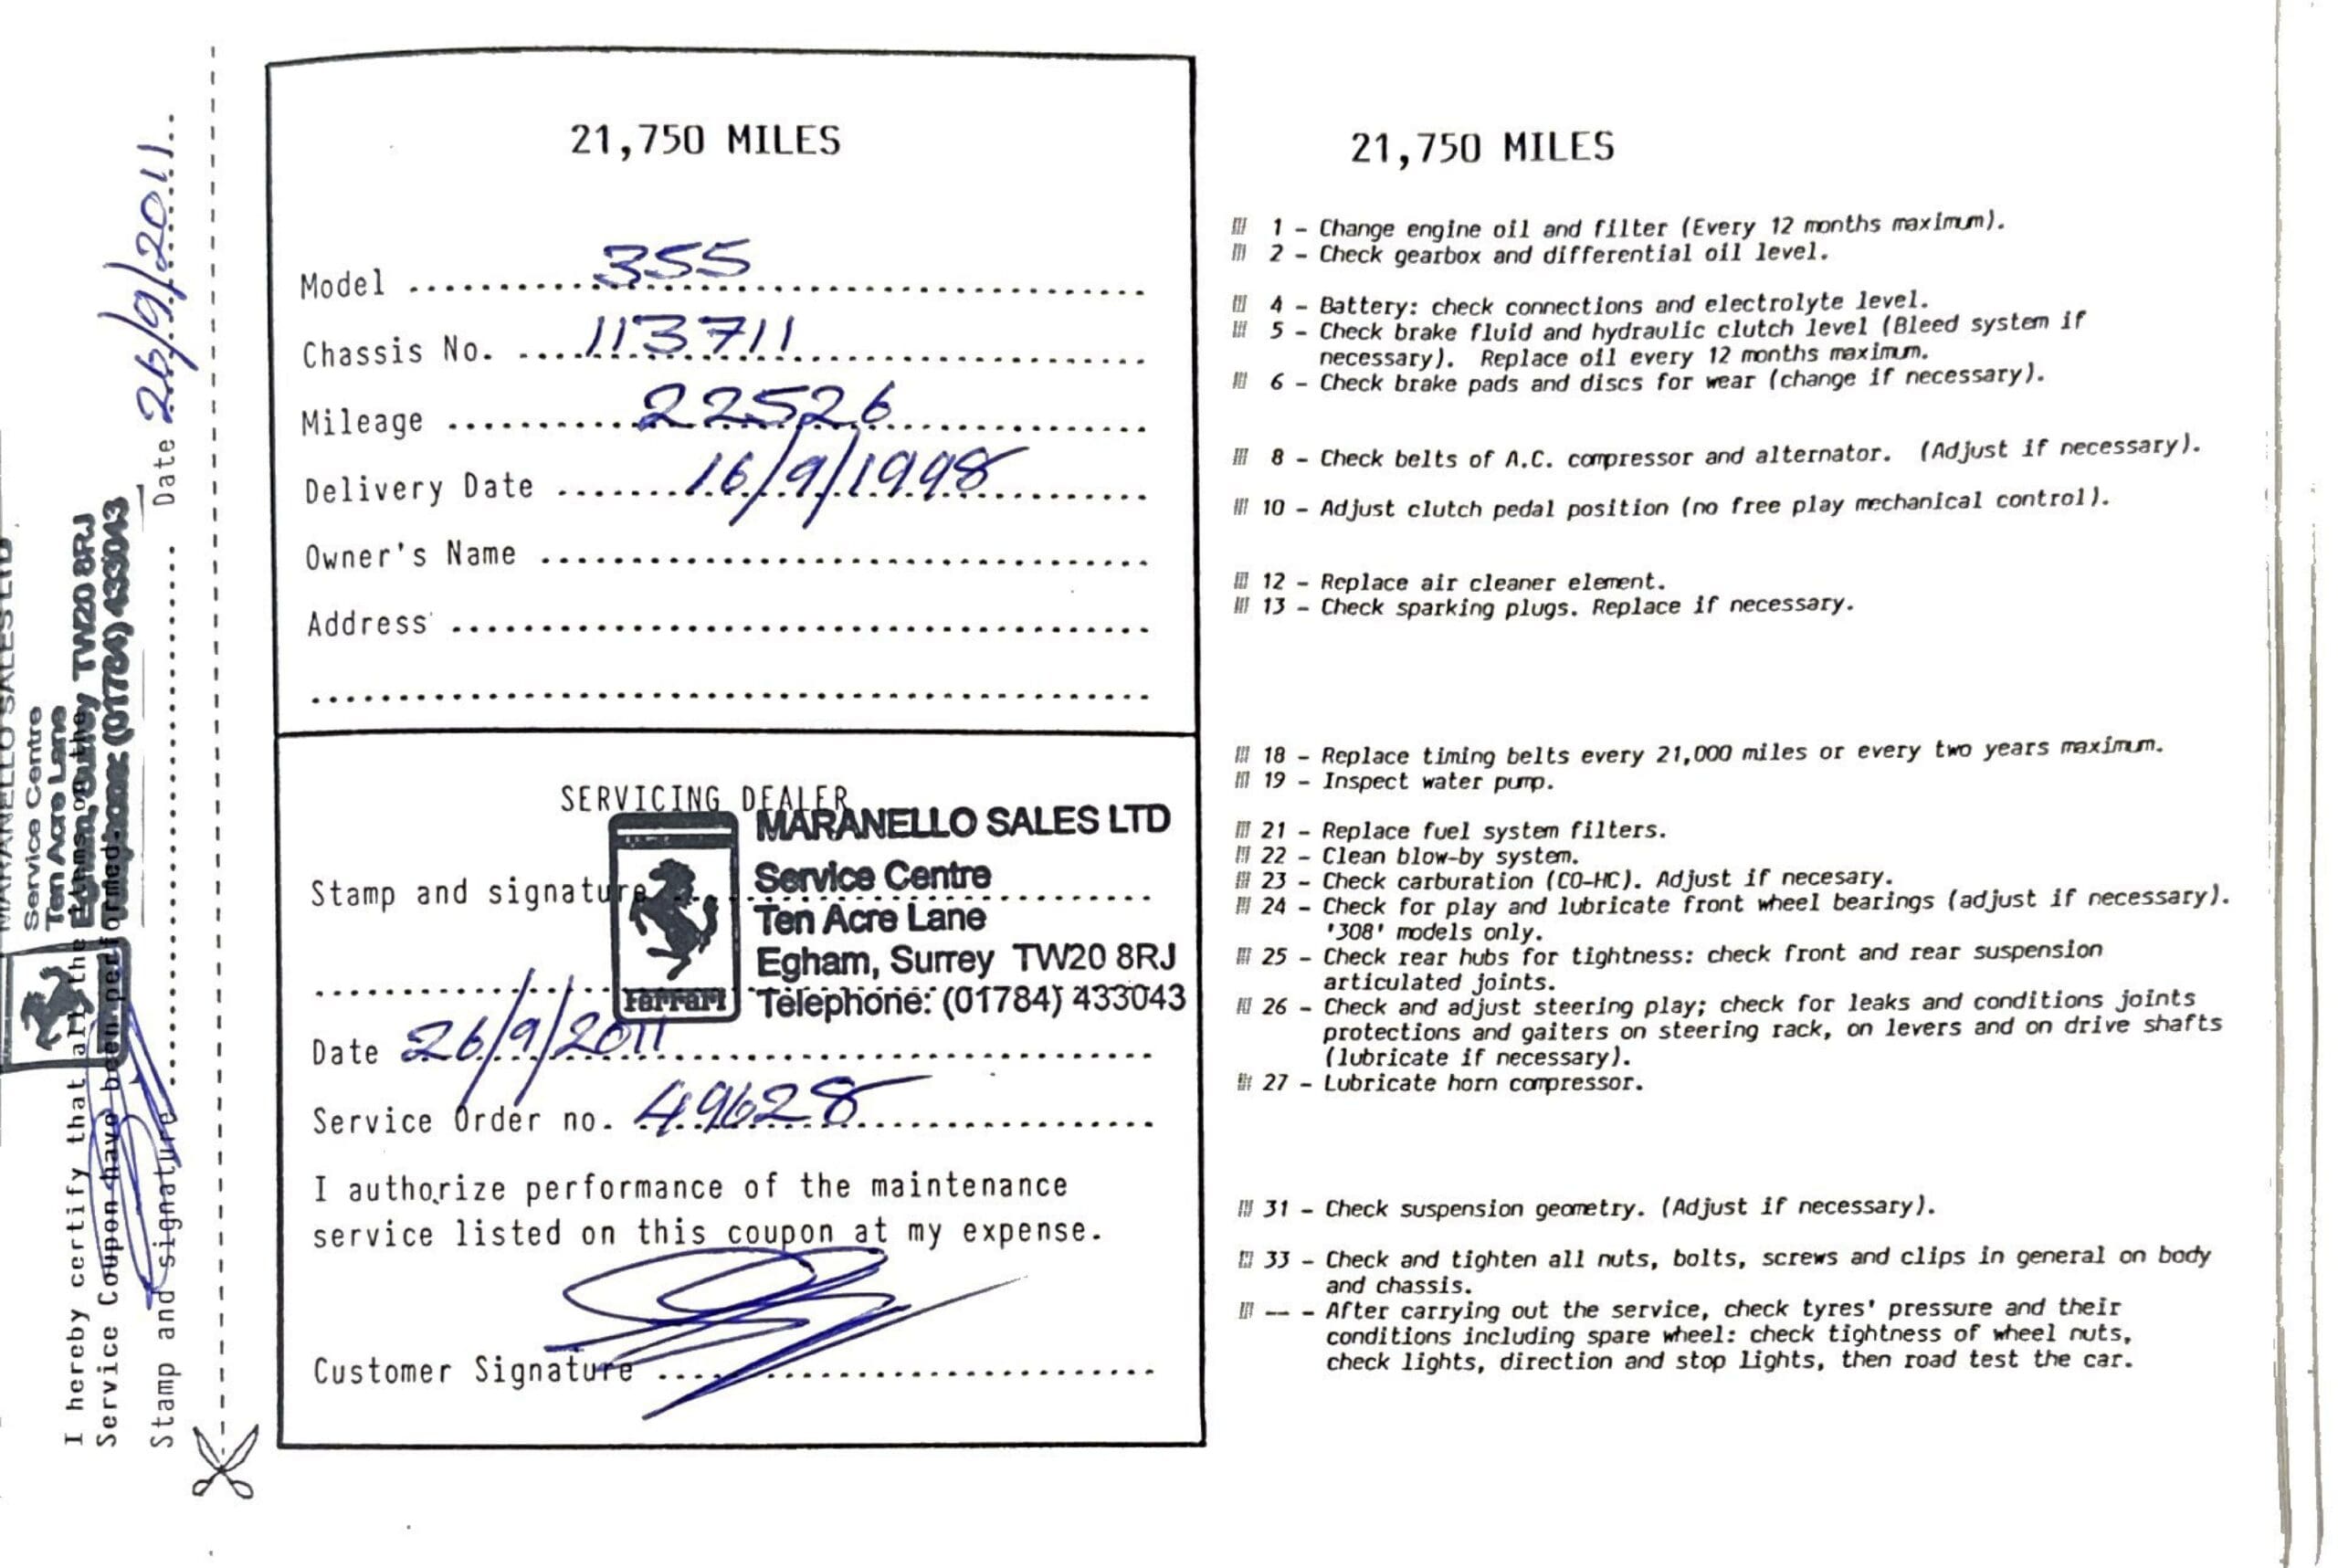 21,750 MILES
Model ........ 355
Chassis No. ........ 113711
Mileage ........ 22526
Delivery Date ........ 16/9/1998
Owner's Name ........
Address ........
SERVICING DEALER
MARANELLO SALES LTD
Service Centre
Stamp and signature ........
Ten Acre Lane
Egham, Surrey TW20 8RJ
Ferrari Telephone: (01784) 433043
Date 26/9/2011
Service Order no. 49628
I authorize performance of the maintenance
service listed on this coupon at my expense.
Customer Signature ........
21,750 MILES
1 - Change engine oil and filter (Every 12 months maximum).
2 - Check gearbox and differential oil level.
4 - Battery: check connections and electrolyte level.
5 - Check brake fluid and hydraulic clutch level (Bleed system if
necessary). Replace oil every 12 months maximum.
6 - Check brake pads and discs for wear (change if necessary).
8 - Check belts of A.C. compressor and alternator. (Adjust if necessary).
10 - Adjust clutch pedal position (no free play mechanical control).
12 - Replace air cleaner element.
13 - Check sparking plugs. Replace if necessary.
18 - Replace timing belts every 21,000 miles or every two years maximum.
19 - Inspect water pump.
21 - Replace fuel system filters.
22 - Clean blow-by system.
23 - Check carburation (CO-HC). Adjust if necesary.
24 - Check for play and lubricate front wheel bearings (adjust if necessary).
'308' models only.
25 - Check rear hubs for tightness: check front and rear suspension
articulated joints.
26 - Check and adjust steering play; check for leaks and conditions joints
protections and gaiters on steering rack, on levers and on drive shafts
(lubricate if necessary).
27 - Lubricate horn compressor.
31 - Check suspension geometry. (Adjust if necessary).
33 - Check and tighten all nuts, bolts, screws and clips in general on body
and chassis.
-- - After carrying out the service, check tyres' pressure and their
conditions including spare wheel: check tightness of wheel nuts,
check lights, direction and stop lights, then road test the car.
MARANELLO SALES LTD
Service Centre
Ten Acre Lane
Egham, Surrey TW20 8RJ
Telephone: (01784) 433043
I hereby certify that all the items on the
Service Coupon have been performed.
Stamp and signature ........ Date 26/9/2011